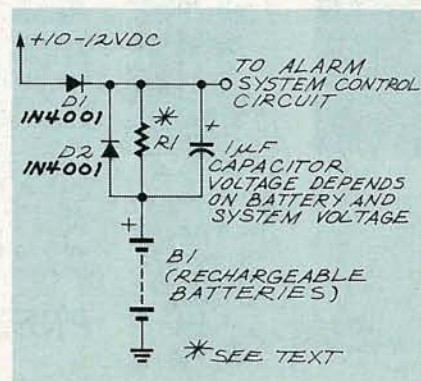 +10-12VDC
D1
1N4001
D2
1N4001
*
R1
+
1µF
CAPACITOR
VOLTAGE DEPENDS
ON BATTERY AND
SYSTEM VOLTAGE
TO ALARM
SYSTEM CONTROL
CIRCUIT
+
B1
(RECHARGEABLE
BATTERIES)
*SEE TEXT